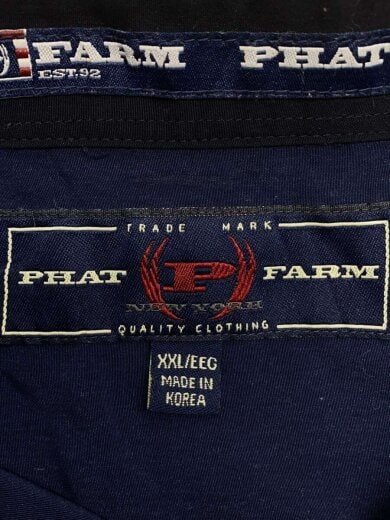 FARM PHAT
EST.92
TRADE MARK
PHAT P FARM
NEW YORK
QUALITY CLOTHING
XXL/EEG
MADE IN
KOREA